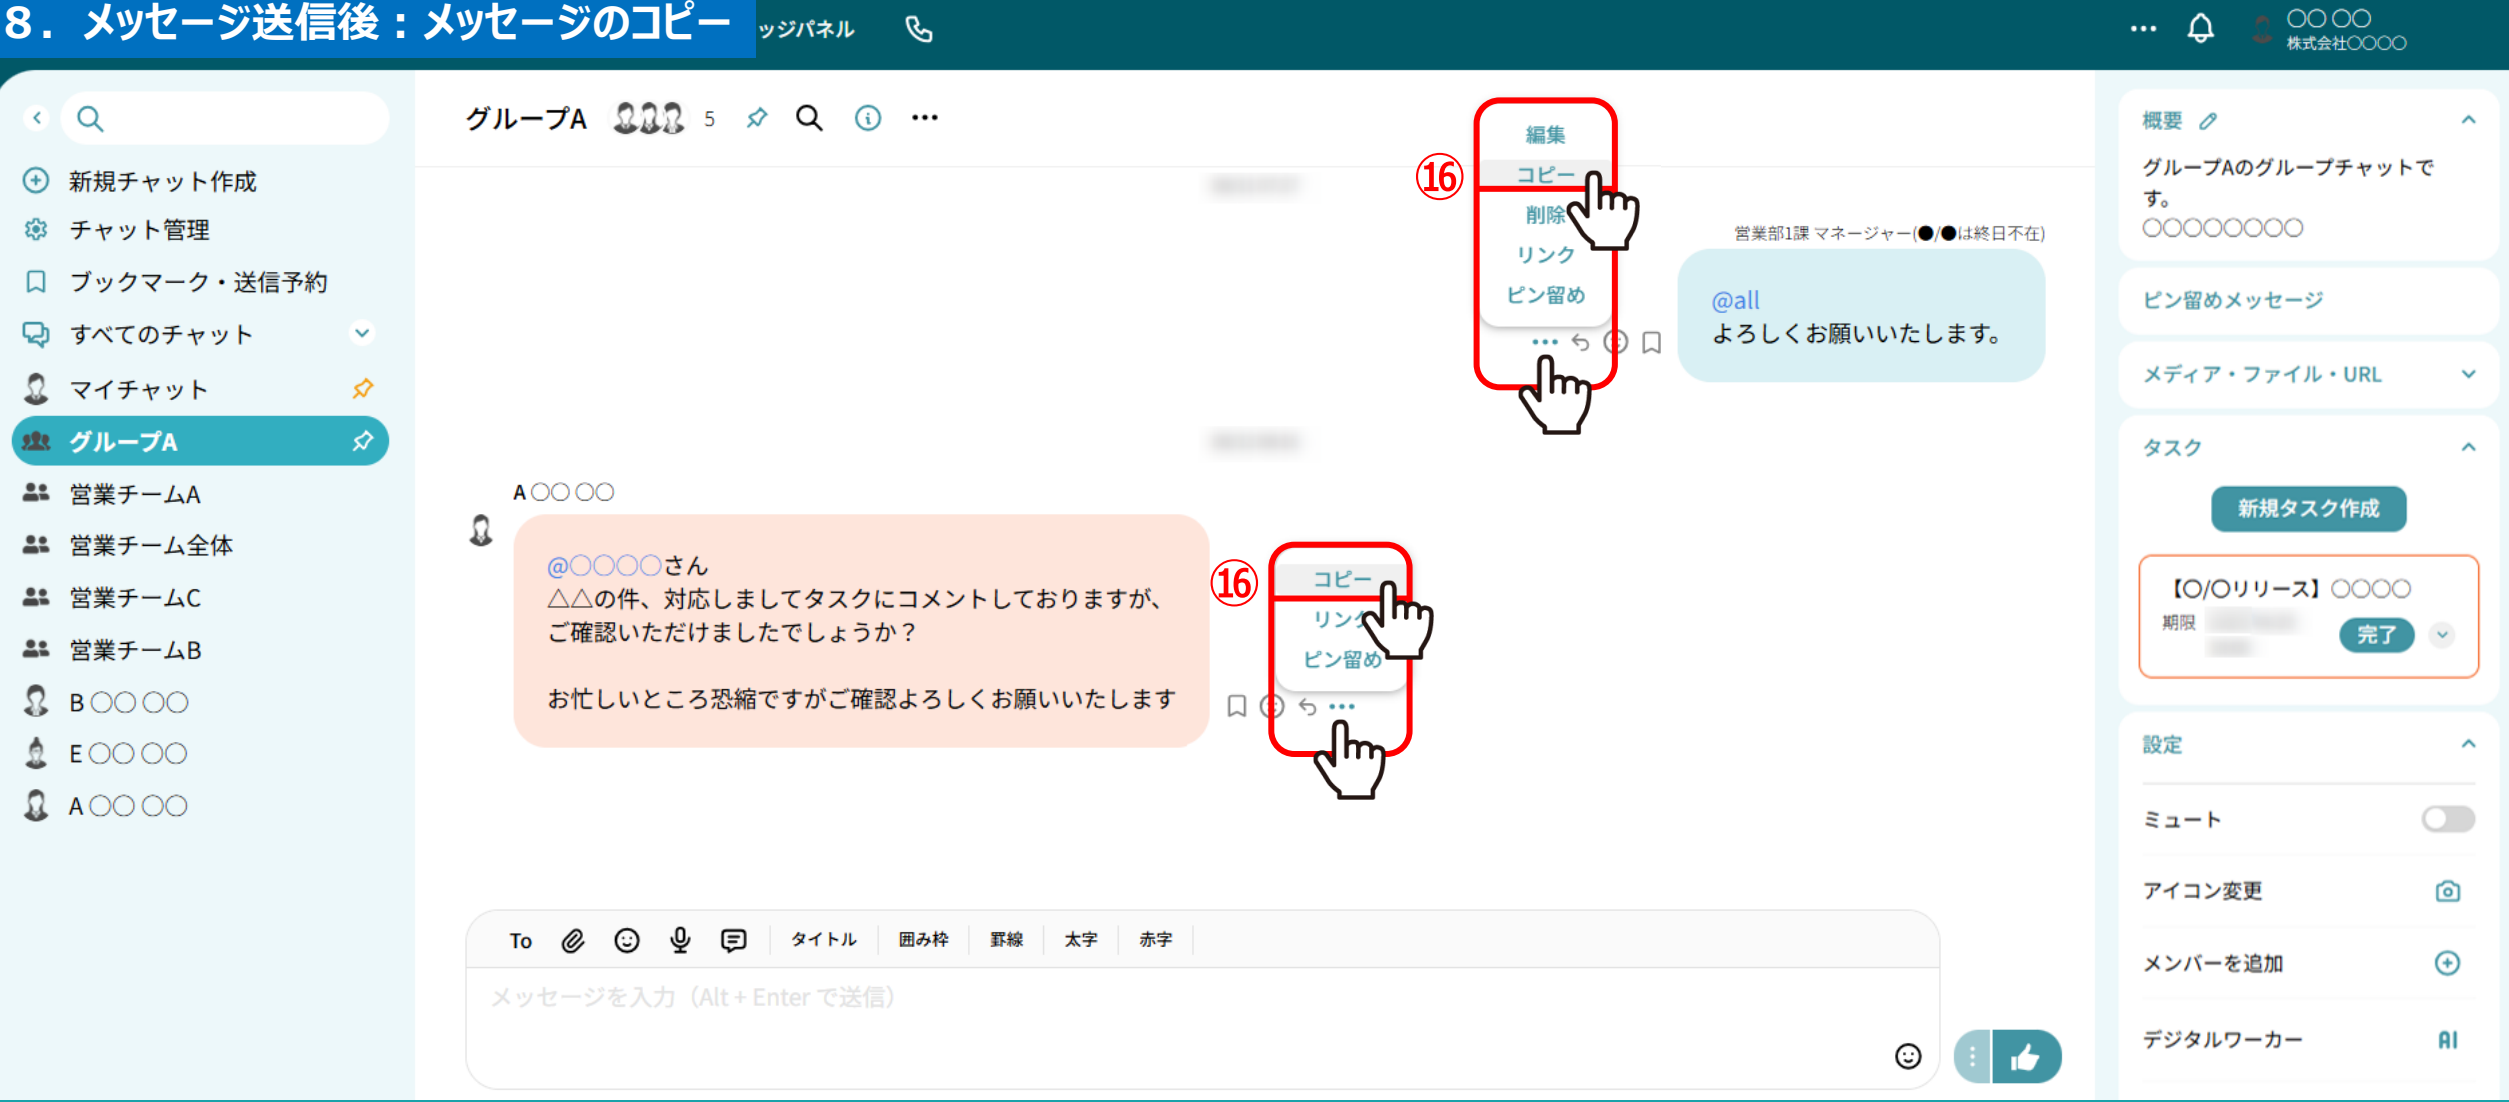 ８．メッセージ送信後：メッセージのコピー
ッジパネル
〇〇 〇〇
株式会社〇〇〇〇
新規チャット作成
チャット管理
ブックマーク・送信予約
すべてのチャット
マイチャット
グループA
営業チームA
営業チーム全体
営業チームC
営業チームB
B 〇〇 〇〇
E 〇〇 〇〇
A 〇〇 〇〇
グループA 5
⑯
編集
コピー
削除
リンク
ピン留め
営業部1課 マネージャー(●/●は終日不在)
@all
よろしくお願いいたします。
A 〇〇 〇〇
@〇〇〇〇さん
△△の件、対応しましてタスクにコメントしておりますが、
ご確認いただけましたでしょうか？
お忙しいところ恐縮ですがご確認よろしくお願いいたします
⑯
コピー
リンク
ピン留め
To タイトル 囲み枠 罫線 太字 赤字
メッセージを入力（Alt + Enter で送信）
概要
グループAのグループチャットで
す。
〇〇〇〇〇〇〇〇
ピン留めメッセージ
メディア・ファイル・URL
タスク
新規タスク作成
【〇/〇リリース】〇〇〇〇
期限
完了
設定
ミュート
アイコン変更
メンバーを追加
デジタルワーカー AI